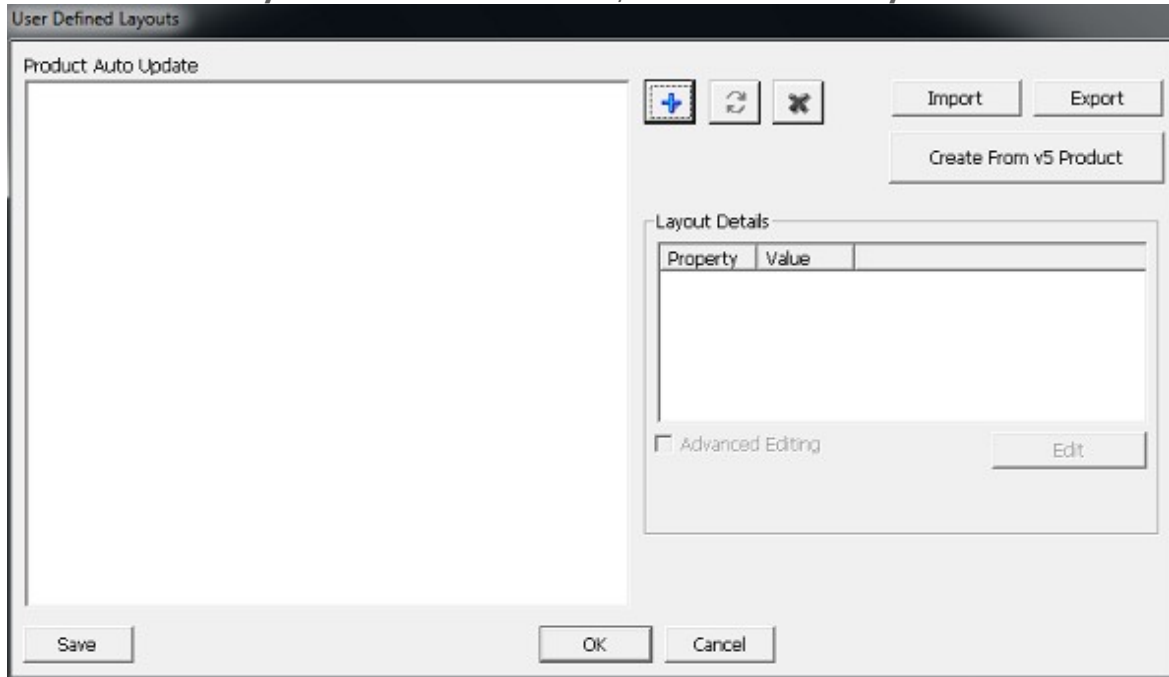 User Defined Layouts
Product Auto Update
Import Export
Create From v5 Product
Layout Details
Property Value
Advanced Editing Edit
Save OK Cancel